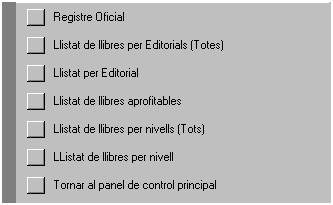 Registre Oficial
Llistat de llibres per Editorials (Totes)
Llistat per Editorial
Llistat de llibres aprofitables
Llistat de llibres per nivells (Tots)
LListat de llibres per nivell
Tornar al panel de control principal